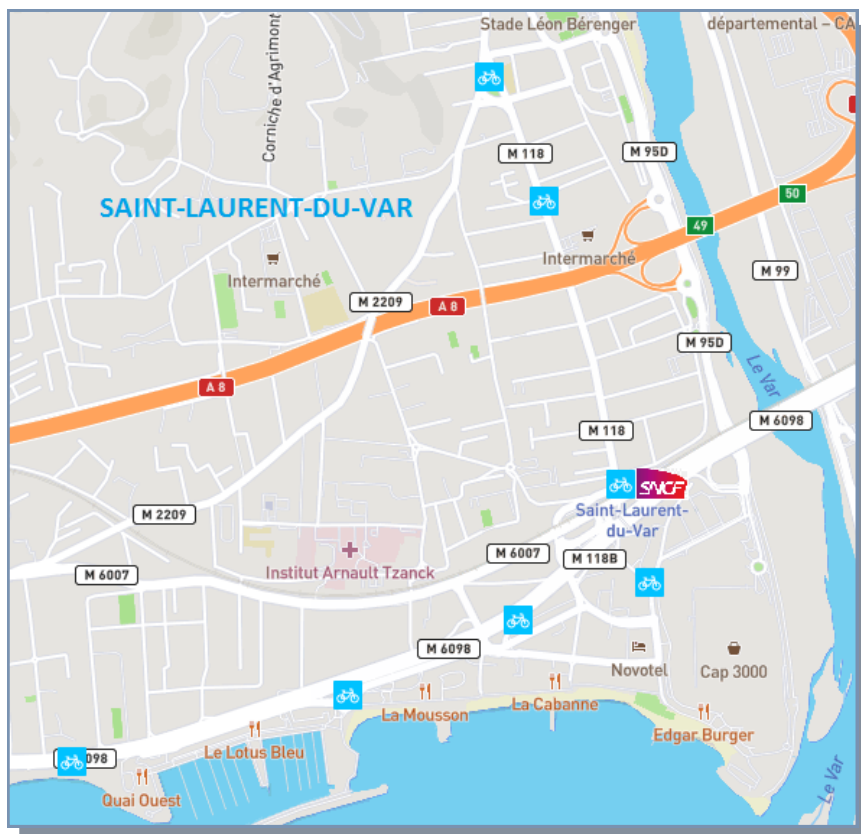 Stade Léon Bérenger
départemental – CA
Corniche d'Agrimont
M 118
M 95D
SAINT-LAURENT-DU-VAR
50
49
Intermarché
Intermarché
M 99
M 2209
A 8
M 95D
A 8
Le Var
M 6098
M 118
SNCF
Saint-Laurent-
du-Var
M 2209
M 6007
M 118B
Institut Arnault Tzanck
M 6007
M 6098
Novotel
Cap 3000
La Cabanne
La Mousson
Edgar Burger
Le Lotus Bleu
098
Quai Ouest
Le Var